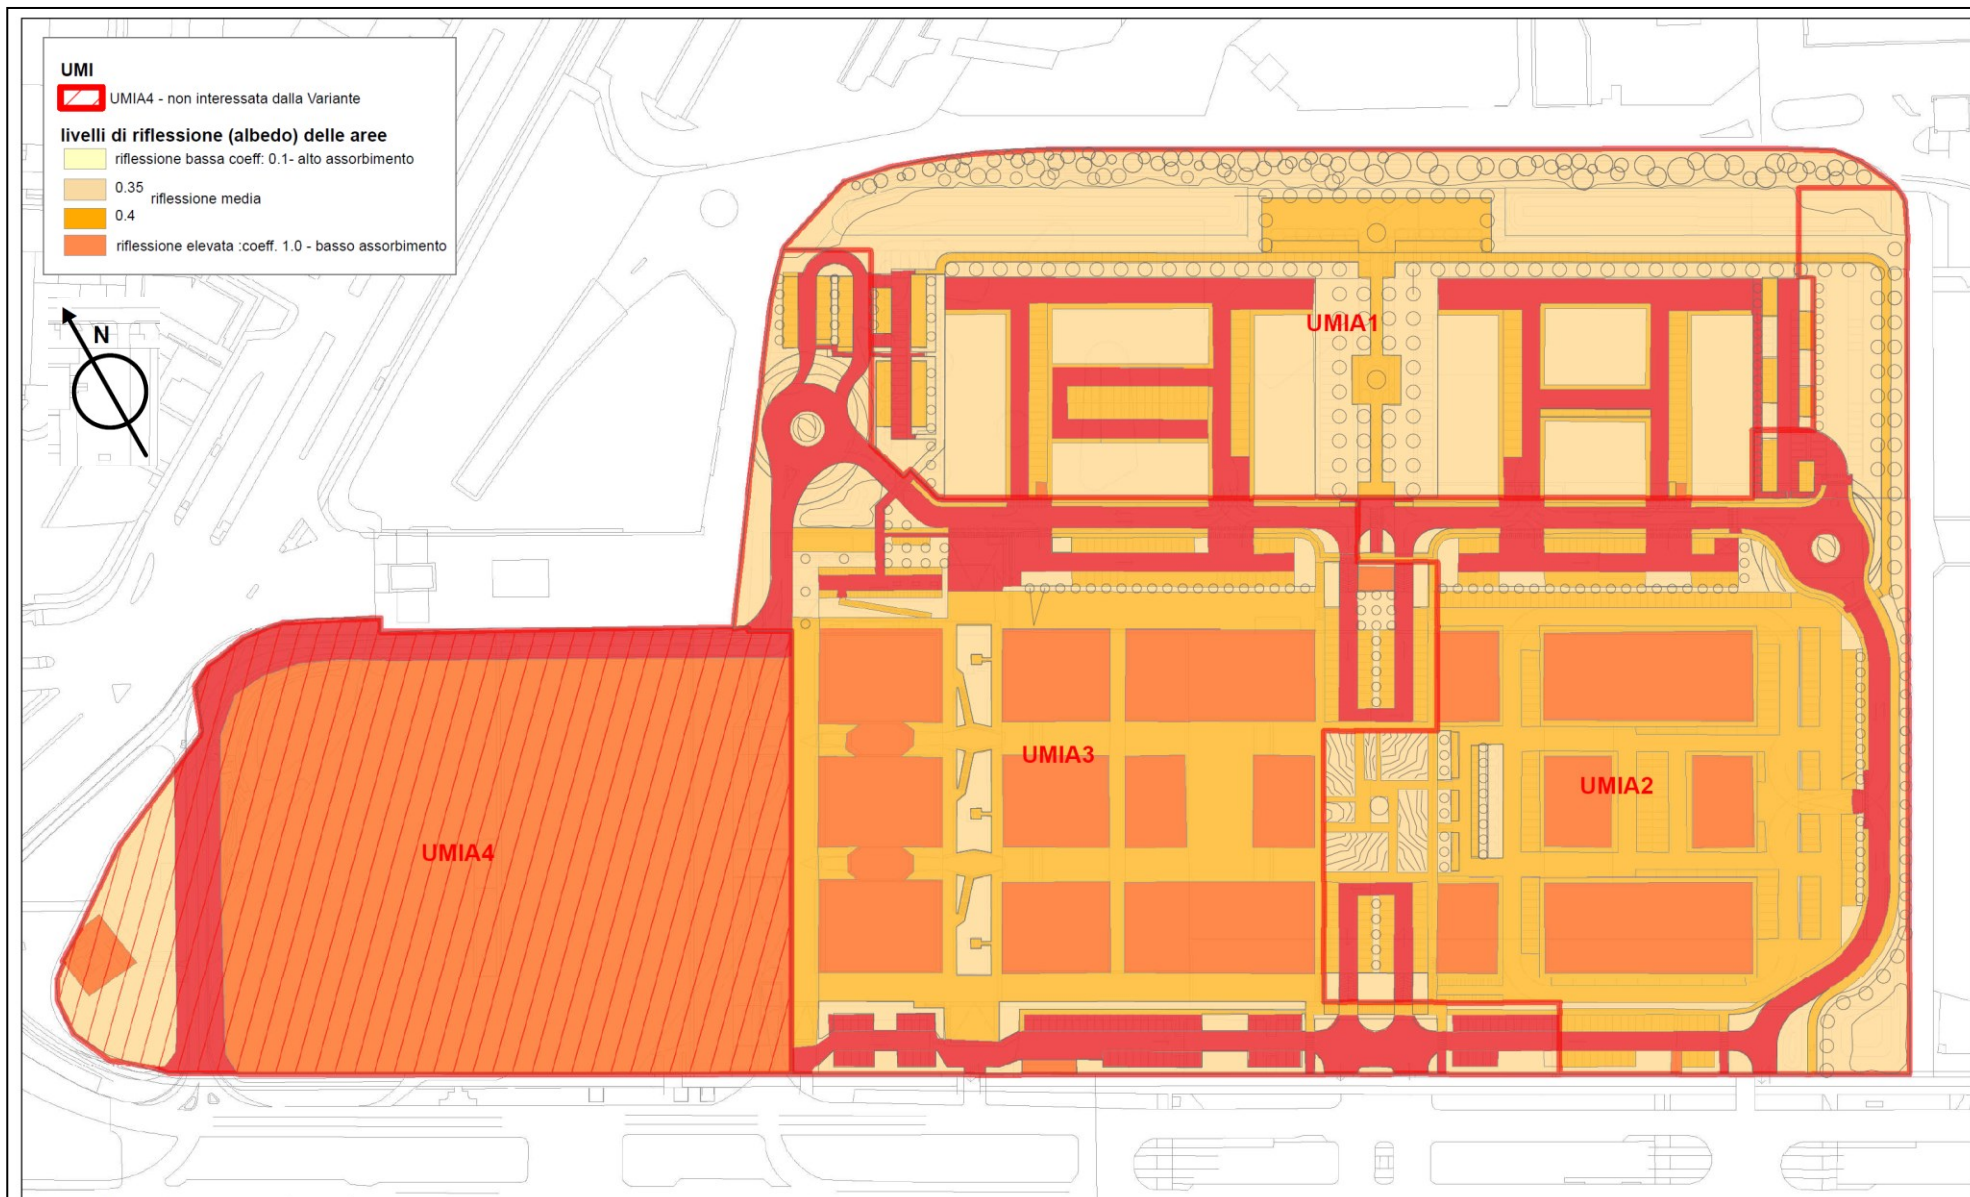 UMI
UMIA4 - non interessata dalla Variante
livelli di riflessione (albedo) delle aree
riflessione bassa coeff: 0.1- alto assorbimento
0.35
riflessione media
0.4
riflessione elevata :coeff. 1.0 - basso assorbimento
N
UMIA1
UMIA3
UMIA2
UMIA4